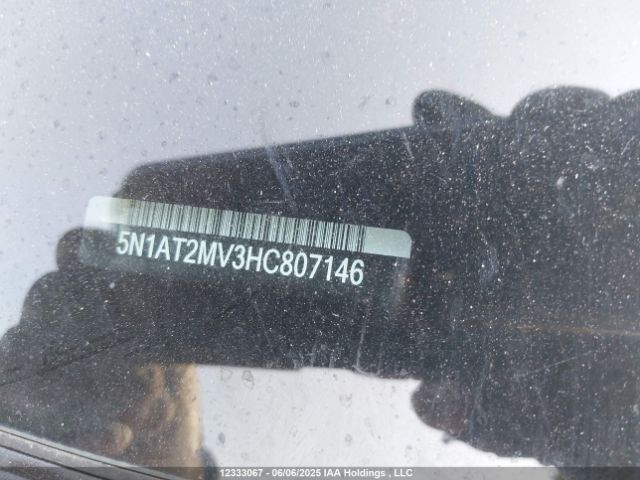 5N1AT2MV3HC807146
12333067 - 06/06/2025 IAA Holdings , LLC